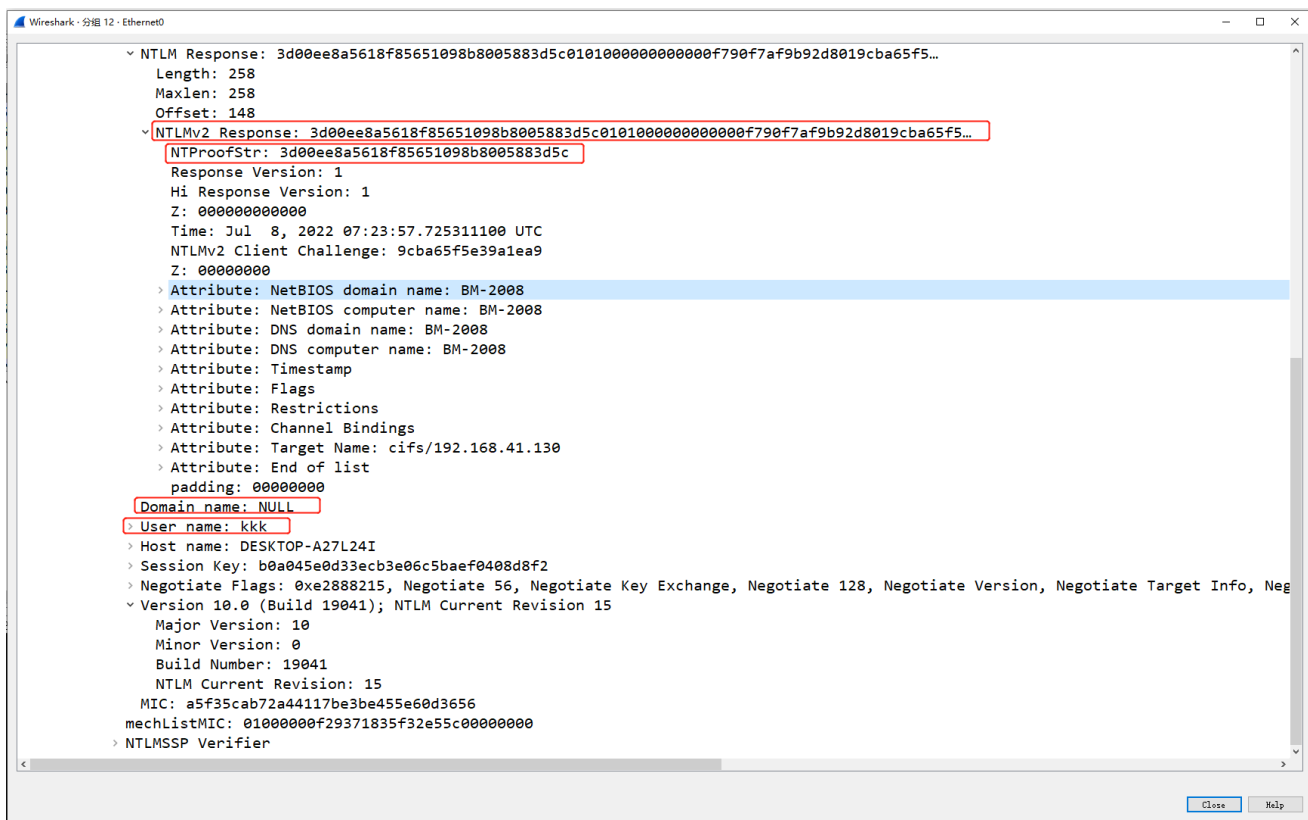 Wireshark · 分组 12 · Ethernet0
NTLM Response: 3d00ee8a5618f85651098b8005883d5c0101000000000000f790f7af9b92d8019cba65f5…
Length: 258
Maxlen: 258
Offset: 148
NTLMv2 Response: 3d00ee8a5618f85651098b8005883d5c0101000000000000f790f7af9b92d8019cba65f5…
NTProofStr: 3d00ee8a5618f85651098b8005883d5c
Response Version: 1
Hi Response Version: 1
Z: 000000000000
Time: Jul  8, 2022 07:23:57.725311100 UTC
NTLMv2 Client Challenge: 9cba65f5e39a1ea9
Z: 00000000
Attribute: NetBIOS domain name: BM-2008
Attribute: NetBIOS computer name: BM-2008
Attribute: DNS domain name: BM-2008
Attribute: DNS computer name: BM-2008
Attribute: Timestamp
Attribute: Flags
Attribute: Restrictions
Attribute: Channel Bindings
Attribute: Target Name: cifs/192.168.41.130
Attribute: End of list
padding: 00000000
Domain name: NULL
User name: kkk
Host name: DESKTOP-A27L24I
Session Key: b0a045e0d33ecb3e06c5baef0408d8f2
Negotiate Flags: 0xe2888215, Negotiate 56, Negotiate Key Exchange, Negotiate 128, Negotiate Version, Negotiate Target Info, Neg
Version 10.0 (Build 19041); NTLM Current Revision 15
Major Version: 10
Minor Version: 0
Build Number: 19041
NTLM Current Revision: 15
MIC: a5f35cab72a44117be3be455e60d3656
mechListMIC: 01000000f29371835f32e55c00000000
NTLMSSP Verifier
Close Help